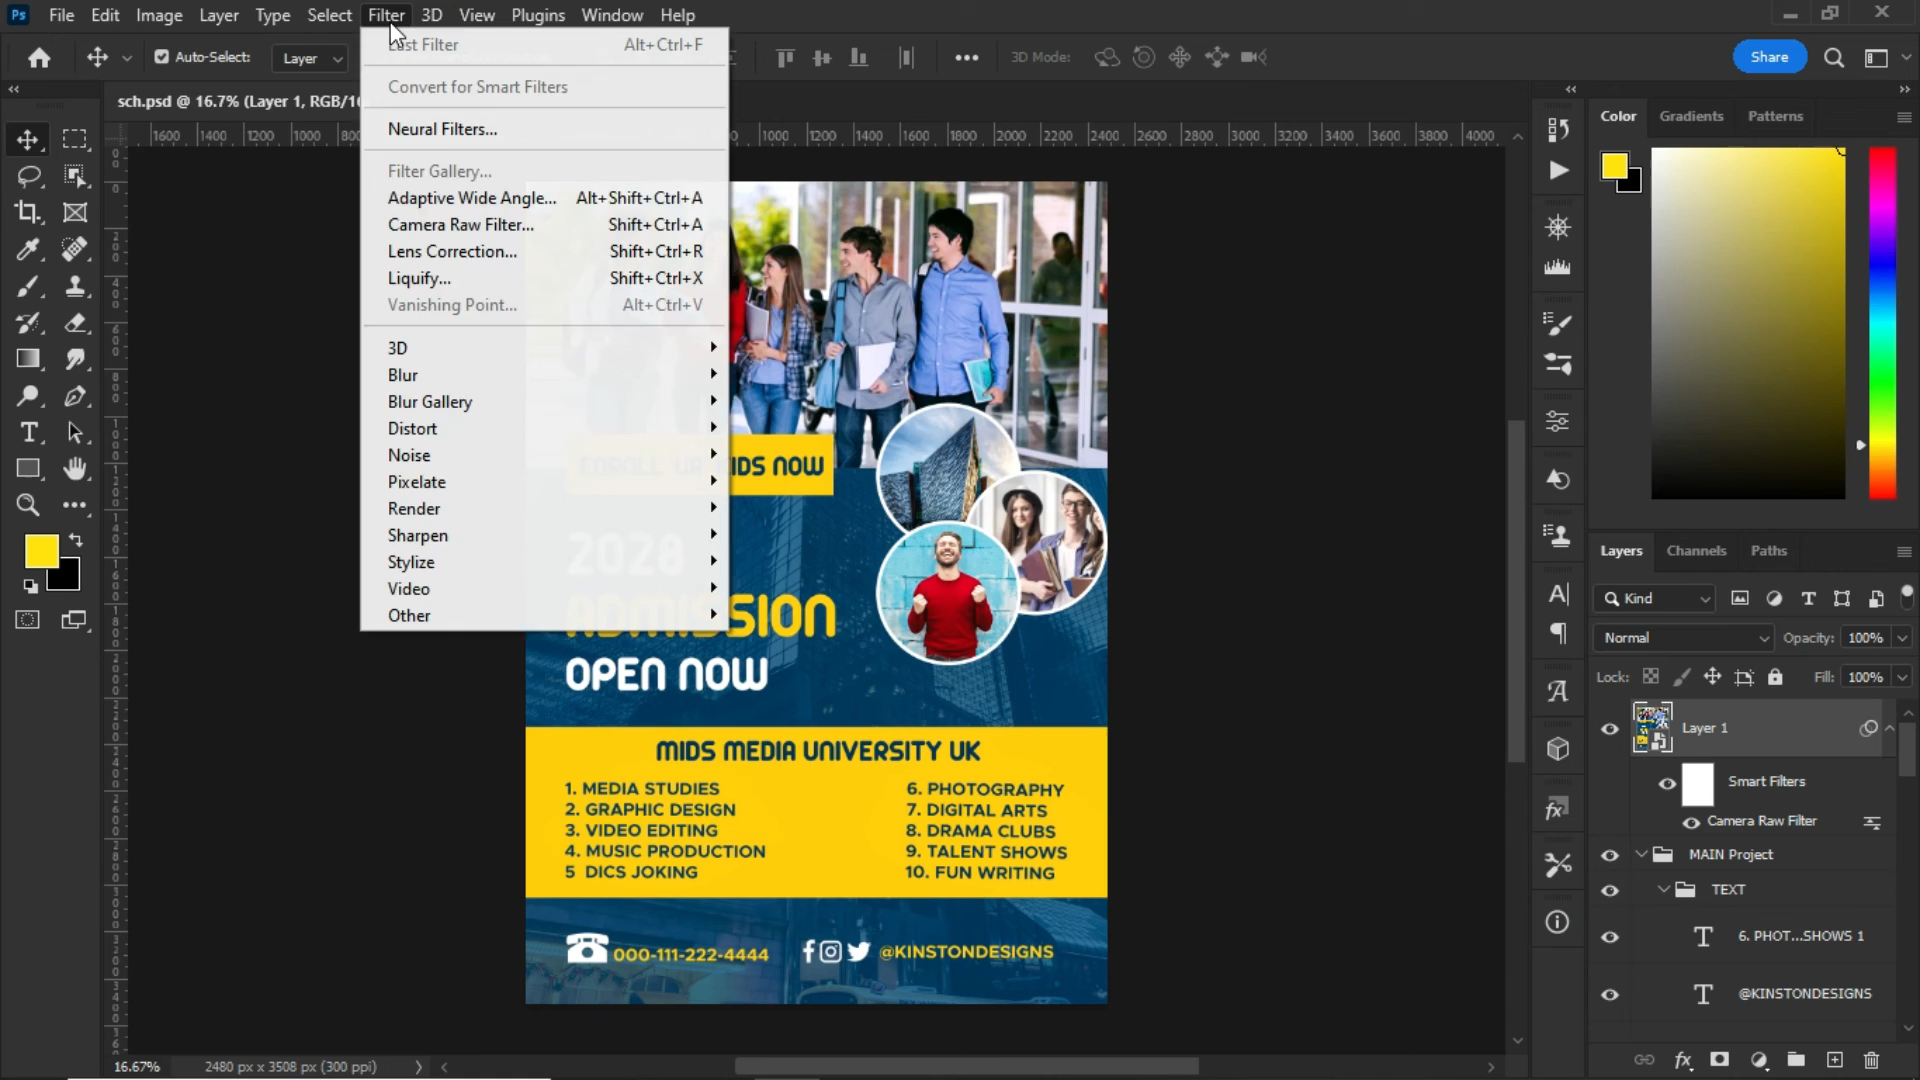 Ps File Edit Image Layer Type Select Filter 3D View Plugins Window Help
Auto-Select: Layer
3D Mode:
Share
sch.psd @ 16.7% (Layer 1, RGB/1
1600 1400 1200 1000 800
1000 1200 1400 1600 1800 2000 2200 2400 2600 2800 3000 3200 3400 3600 3800 4000
Last Filter Alt+Ctrl+F
Convert for Smart Filters
Neural Filters...
Filter Gallery...
Adaptive Wide Angle... Alt+Shift+Ctrl+A
Camera Raw Filter... Shift+Ctrl+A
Lens Correction... Shift+Ctrl+R
Liquify... Shift+Ctrl+X
Vanishing Point... Alt+Ctrl+V
3D
Blur
Blur Gallery
Distort
Noise
Pixelate
Render
Sharpen
Stylize
Video
Other
ENROLL UR KIDS NOW
2028
ADMISSION
OPEN NOW
MIDS MEDIA UNIVERSITY UK
1. MEDIA STUDIES
2. GRAPHIC DESIGN
3. VIDEO EDITING
4. MUSIC PRODUCTION
5 DICS JOKING
6. PHOTOGRAPHY
7. DIGITAL ARTS
8. DRAMA CLUBS
9. TALENT SHOWS
10. FUN WRITING
000-111-222-4444
@KINSTONDESIGNS
Color Gradients Patterns
Layers Channels Paths
Kind
Normal Opacity: 100%
Lock: Fill: 100%
Layer 1
Smart Filters
Camera Raw Filter
MAIN Project
TEXT
6. PHOT...SHOWS 1
@KINSTONDESIGNS
16.67% 2480 px x 3508 px (300 ppi)